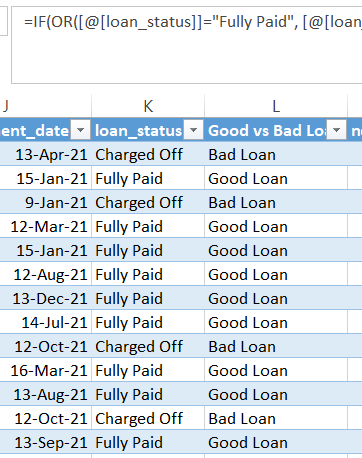 =IF(OR([@[loan_status]]="Fully Paid", [@[loan_
J K L
ent_date loan_status Good vs Bad Loa
13-Apr-21 Charged Off Bad Loan
15-Jan-21 Fully Paid Good Loan
9-Jan-21 Charged Off Bad Loan
12-Mar-21 Fully Paid Good Loan
15-Jan-21 Fully Paid Good Loan
12-Aug-21 Fully Paid Good Loan
13-Dec-21 Fully Paid Good Loan
14-Jul-21 Fully Paid Good Loan
12-Oct-21 Charged Off Bad Loan
16-Mar-21 Fully Paid Good Loan
13-Aug-21 Fully Paid Good Loan
12-Oct-21 Charged Off Bad Loan
13-Sep-21 Fully Paid Good Loan